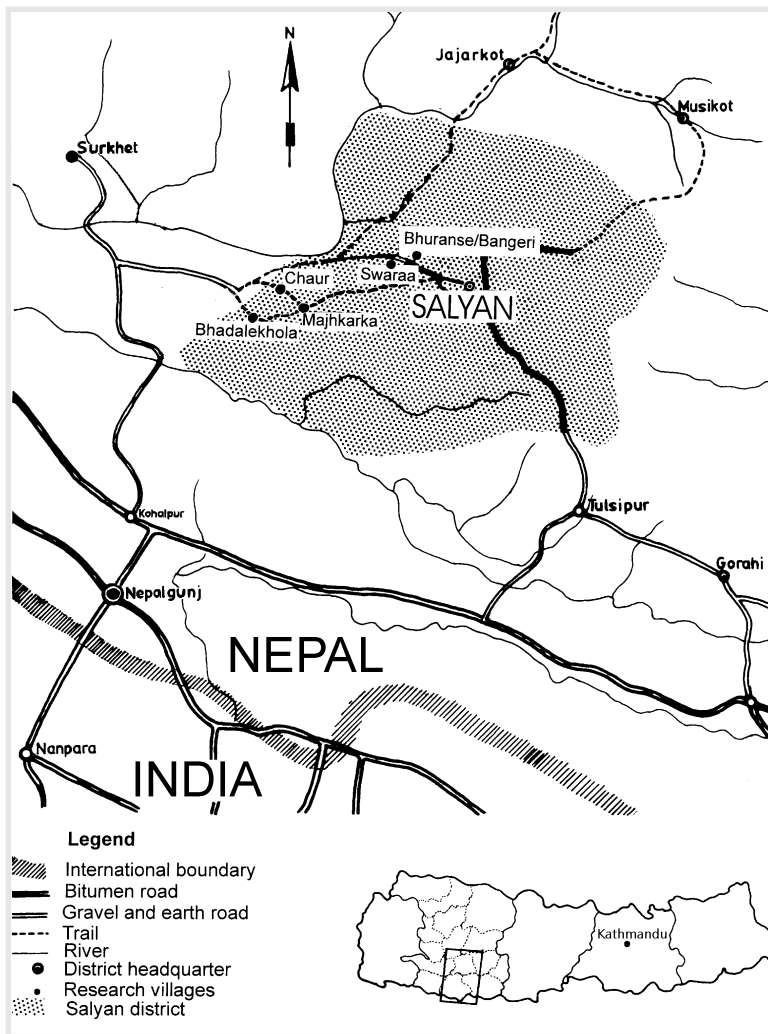 N
Jajarkot
Musikot
Surkhet
Bhuranse/Bangeri
Swaraa
Chaur
SALYAN
Majhkarka
Bhadalekhola
Kohalpur
Tulsipur
Gorahi
Nepalgunj
NEPAL
Nanpara
INDIA
Legend
International boundary
Bitumen road
Gravel and earth road
Trail
River
District headquarter
Research villages
Salyan district
Kathmandu